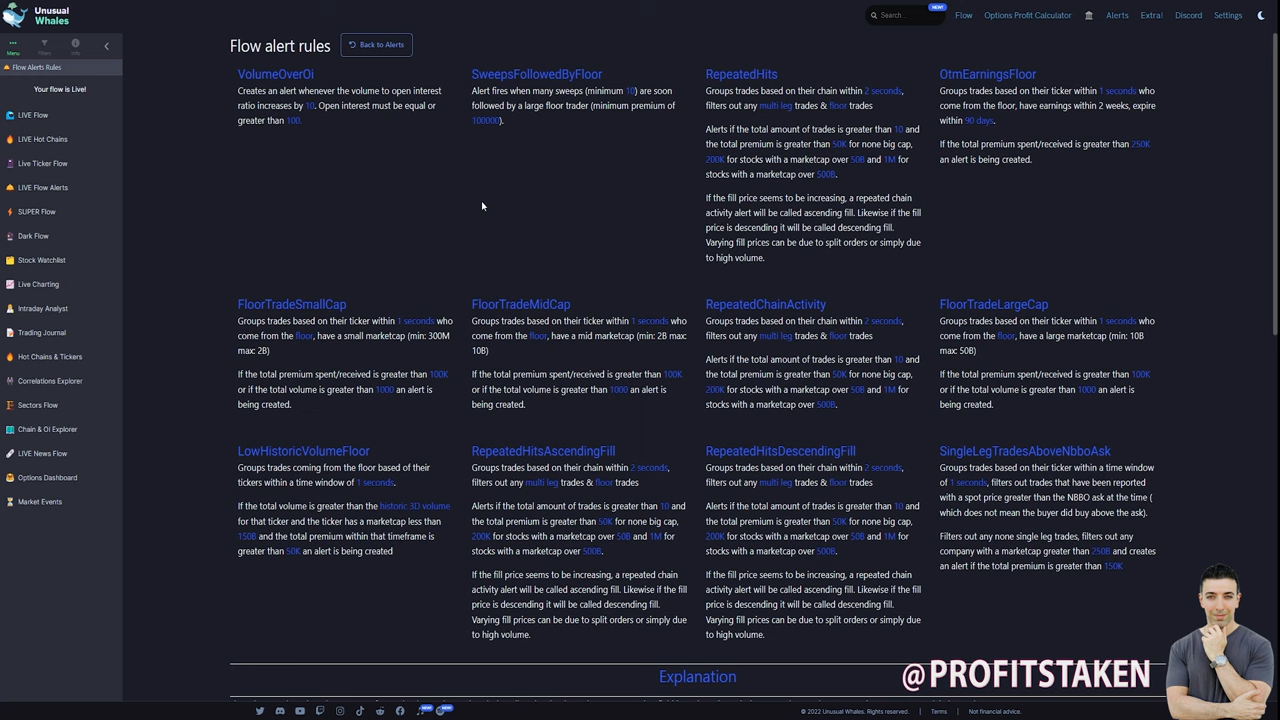 Unusual
Whales
Search...
NEW!
Flow
Options Profit Calculator
Alerts
Extra!
Discord
Settings
Menu
Filters
Info
Flow Alerts Rules
Your flow is Live!
LIVE Flow
LIVE Hot Chains
Live Ticker Flow
LIVE Flow Alerts
SUPER Flow
Dark Flow
Stock Watchlist
Live Charting
Intraday Analyst
Trading Journal
Hot Chains & Tickers
Correlations Explorer
Sectors Flow
Chain & OI Explorer
LIVE News Flow
Options Dashboard
Market Events
Flow alert rules
Back to Alerts
VolumeOverOi
Creates an alert whenever the volume to open interest
ratio increases by 10. Open interest must be equal or
greater than 100.
SweepsFollowedByFloor
Alert fires when many sweeps (minimum 10) are soon
followed by a large floor trader (minimum premium of
100000).
RepeatedHits
Groups trades based on their chain within 2 seconds,
filters out any multi leg trades & floor trades
Alerts if the total amount of trades is greater than 10 and
the total premium is greater than 50K for none big cap,
200K for stocks with a marketcap over 50B and 1M for
stocks with a marketcap over 500B.
If the fill price seems to be increasing, a repeated chain
activity alert will be called ascending fill. Likewise if the fill
price is descending it will be called descending fill.
Varying fill prices can be due to split orders or simply due
to high volume.
OtmEarningsFloor
Groups trades based on their ticker within 1 seconds who
come from the floor, have earnings within 2 weeks, expire
within 90 days.
If the total premium spent/received is greater than 250K
an alert is being created.
FloorTradeSmallCap
Groups trades based on their ticker within 1 seconds who
come from the floor, have a small marketcap (min: 300M
max: 2B)
If the total premium spent/received is greater than 100K
or if the total volume is greater than 1000 an alert is
being created.
FloorTradeMidCap
Groups trades based on their ticker within 1 seconds who
come from the floor, have a mid marketcap (min: 2B max:
10B)
If the total premium spent/received is greater than 100K
or if the total volume is greater than 1000 an alert is
being created.
RepeatedChainActivity
Groups trades based on their chain within 2 seconds,
filters out any multi leg trades & floor trades
Alerts if the total amount of trades is greater than 10 and
the total premium is greater than 50K for none big cap,
200K for stocks with a marketcap over 50B and 1M for
stocks with a marketcap over 500B.
FloorTradeLargeCap
Groups trades based on their ticker within 1 seconds who
come from the floor, have a large marketcap (min: 10B
max: 50B)
If the total premium spent/received is greater than 100K
or if the total volume is greater than 1000 an alert is
being created.
LowHistoricVolumeFloor
Groups trades coming from the floor based of their
tickers within a time window of 1 seconds.
If the total volume is greater than the historic 3D volume
for that ticker and the ticker has a marketcap less than
150B and the total premium within that timeframe is
greater than 50K an alert is being created
RepeatedHitsAscendingFill
Groups trades based on their chain within 2 seconds,
filters out any multi leg trades & floor trades
Alerts if the total amount of trades is greater than 10 and
the total premium is greater than 50K for none big cap,
200K for stocks with a marketcap over 50B and 1M for
stocks with a marketcap over 500B.
If the fill price seems to be increasing, a repeated chain
activity alert will be called ascending fill. Likewise if the fill
price is descending it will be called descending fill.
Varying fill prices can be due to split orders or simply due
to high volume.
RepeatedHitsDescendingFill
Groups trades based on their chain within 2 seconds,
filters out any multi leg trades & floor trades
Alerts if the total amount of trades is greater than 10 and
the total premium is greater than 50K for none big cap,
200K for stocks with a marketcap over 50B and 1M for
stocks with a marketcap over 500B.
If the fill price seems to be increasing, a repeated chain
activity alert will be called ascending fill. Likewise if the fill
price is descending it will be called descending fill.
Varying fill prices can be due to split orders or simply due
to high volume.
SingleLegTradesAboveNbboAsk
Groups trades based on their ticker within a time window
of 1 seconds, filters out trades that have been reported
with a spot price greater than the NBBO ask at the time (
which does not mean the buyer did buy above the ask).
Filters out any none single leg trades, filters out any
company with a marketcap greater than 250B and creates
an alert if the total premium is greater than 150K
Explanation
@PROFITSTAKEN
NEW!
NEW!
© 2022 Unusual Whales. Rights reserved.
Terms
Not financial advice.